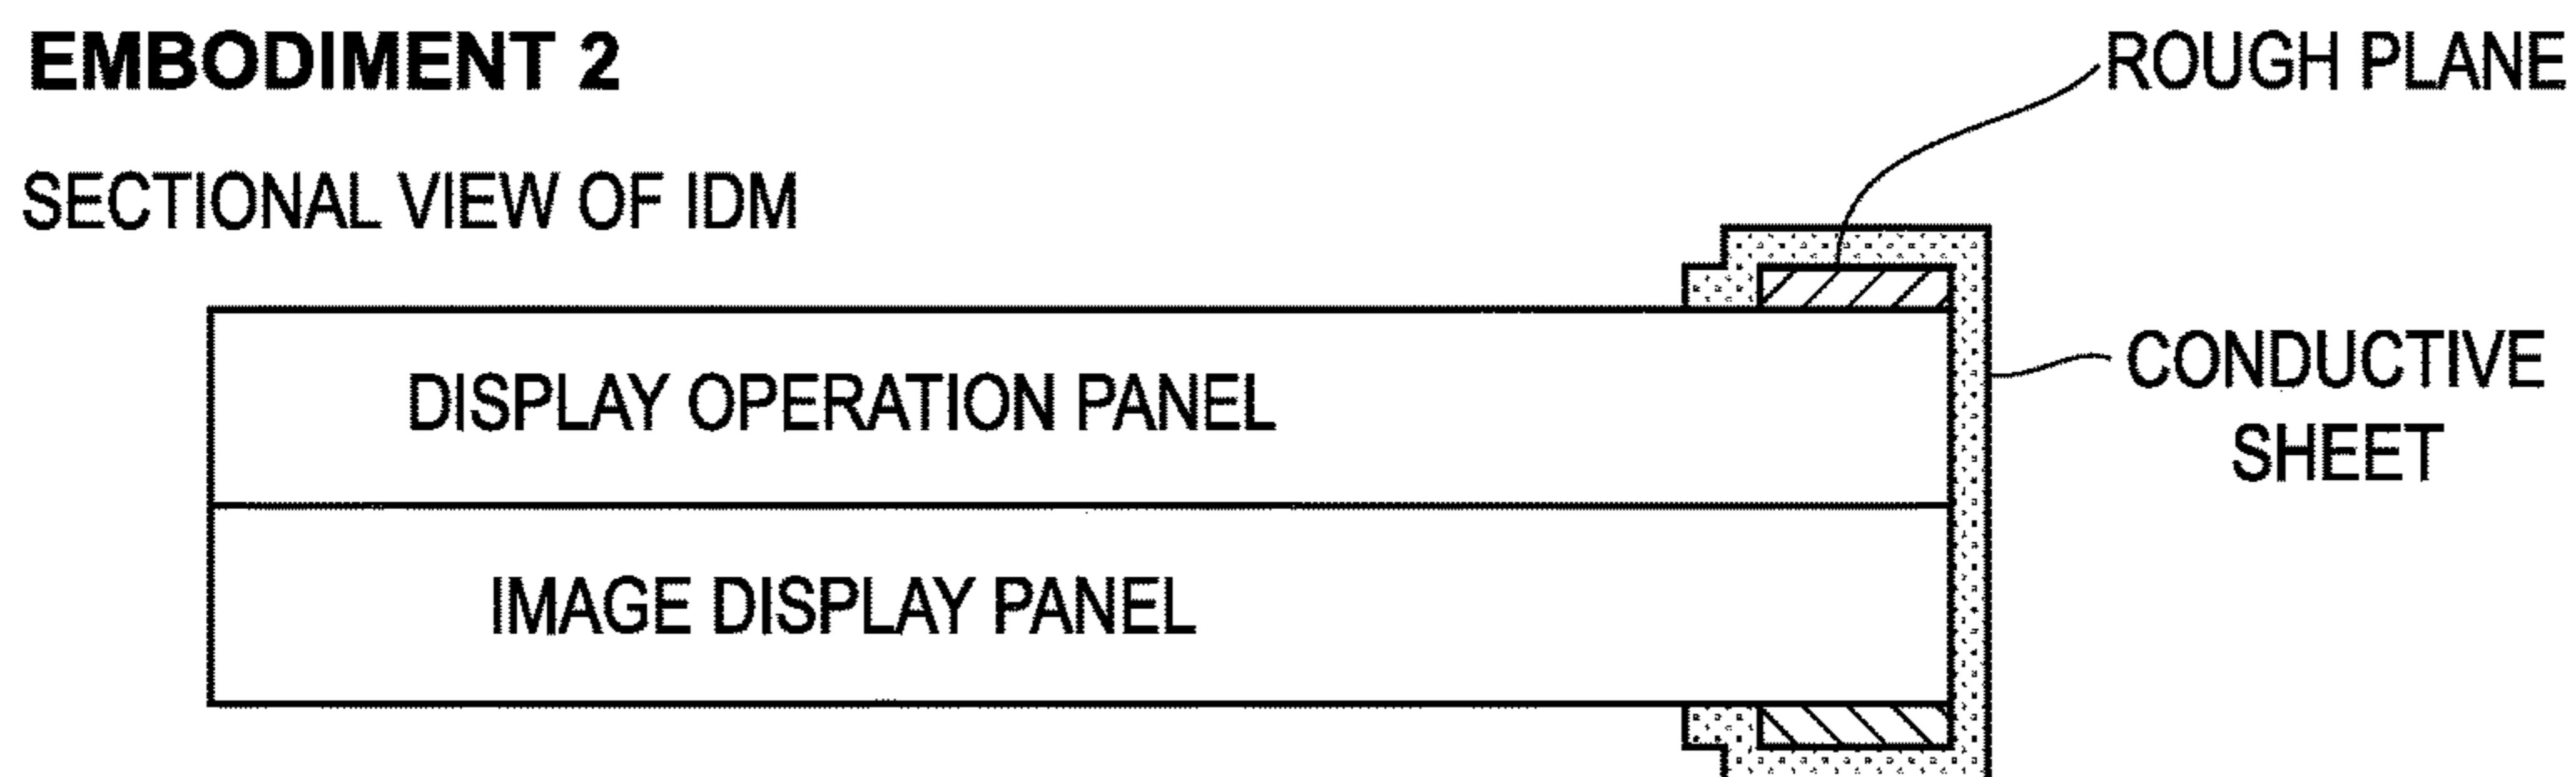 EMBODIMENT 2
SECTIONAL VIEW OF IDM
ROUGH PLANE
DISPLAY OPERATION PANEL
CONDUCTIVE
SHEET
IMAGE DISPLAY PANEL